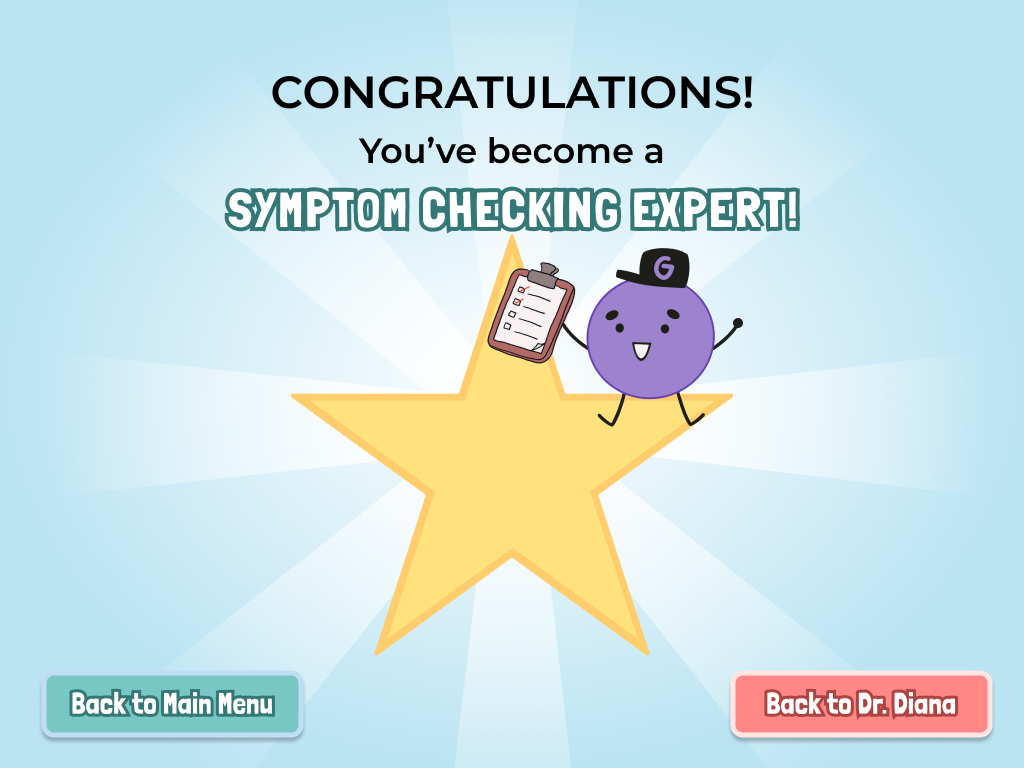 CONGRATULATIONS!
You’ve become a
SYMPTOM CHECKING EXPERT!
G
Back to Main Menu
Back to Dr. Diana